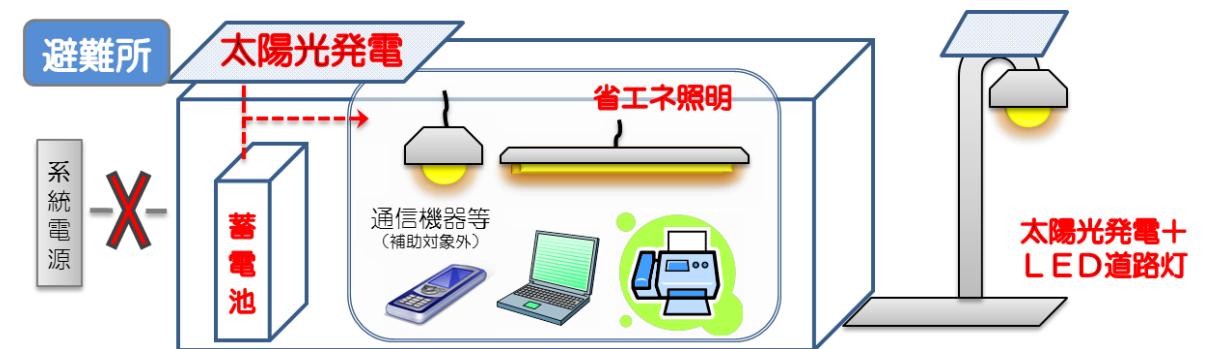 避難所
太陽光発電
省エネ照明
系統電源
蓄電池
通信機器等
（補助対象外）
太陽光発電＋
ＬＥＤ道路灯